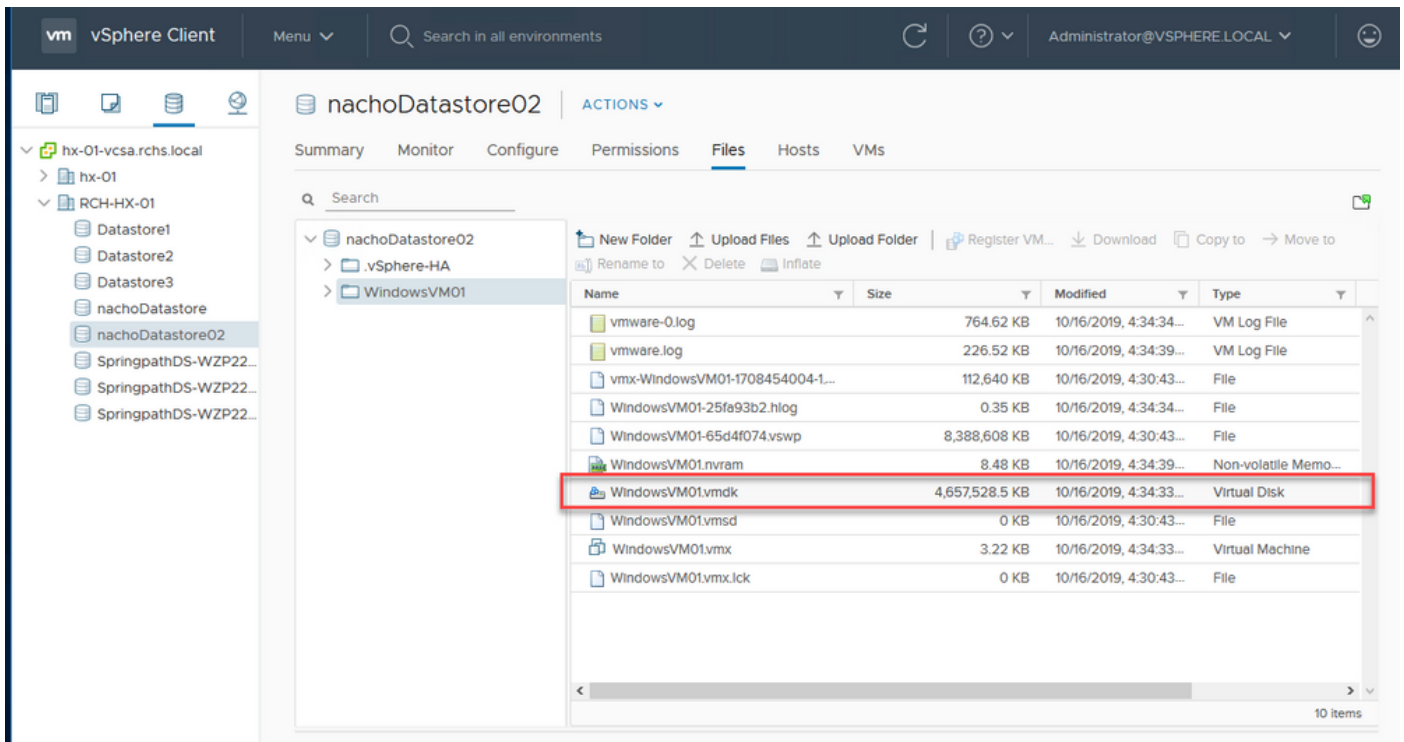 vm vSphere Client Menu Search in all environments Administrator@VSPHERE.LOCAL
hx-01-vcsa.rchs.local
hx-01
RCH-HX-01
Datastore1
Datastore2
Datastore3
nachoDatastore
nachoDatastore02
SpringpathDS-WZP22...
SpringpathDS-WZP22...
SpringpathDS-WZP22...
nachoDatastore02 ACTIONS
Summary Monitor Configure Permissions Files Hosts VMs
Search
nachoDatastore02
.vSphere-HA
WindowsVM01
New Folder Upload Files Upload Folder Register VM... Download Copy to Move to
Rename to Delete Inflate
Name Size Modified Type
vmware-0.log 764.62 KB 10/16/2019, 4:34:34... VM Log File
vmware.log 226.52 KB 10/16/2019, 4:34:39... VM Log File
vmx-WindowsVM01-1708454004-1.... 112,640 KB 10/16/2019, 4:30:43... File
WindowsVM01-25fa93b2.hlog 0.35 KB 10/16/2019, 4:34:34... File
WindowsVM01-65d4f074.vswp 8,388,608 KB 10/16/2019, 4:30:43... File
WindowsVM01.nvram 8.48 KB 10/16/2019, 4:34:39... Non-volatile Memo...
WindowsVM01.vmdk 4,657,528.5 KB 10/16/2019, 4:34:33... Virtual Disk
WindowsVM01.vmsd 0 KB 10/16/2019, 4:30:43... File
WindowsVM01.vmx 3.22 KB 10/16/2019, 4:34:33... Virtual Machine
WindowsVM01.vmx.lck 0 KB 10/16/2019, 4:30:43... File
10 items